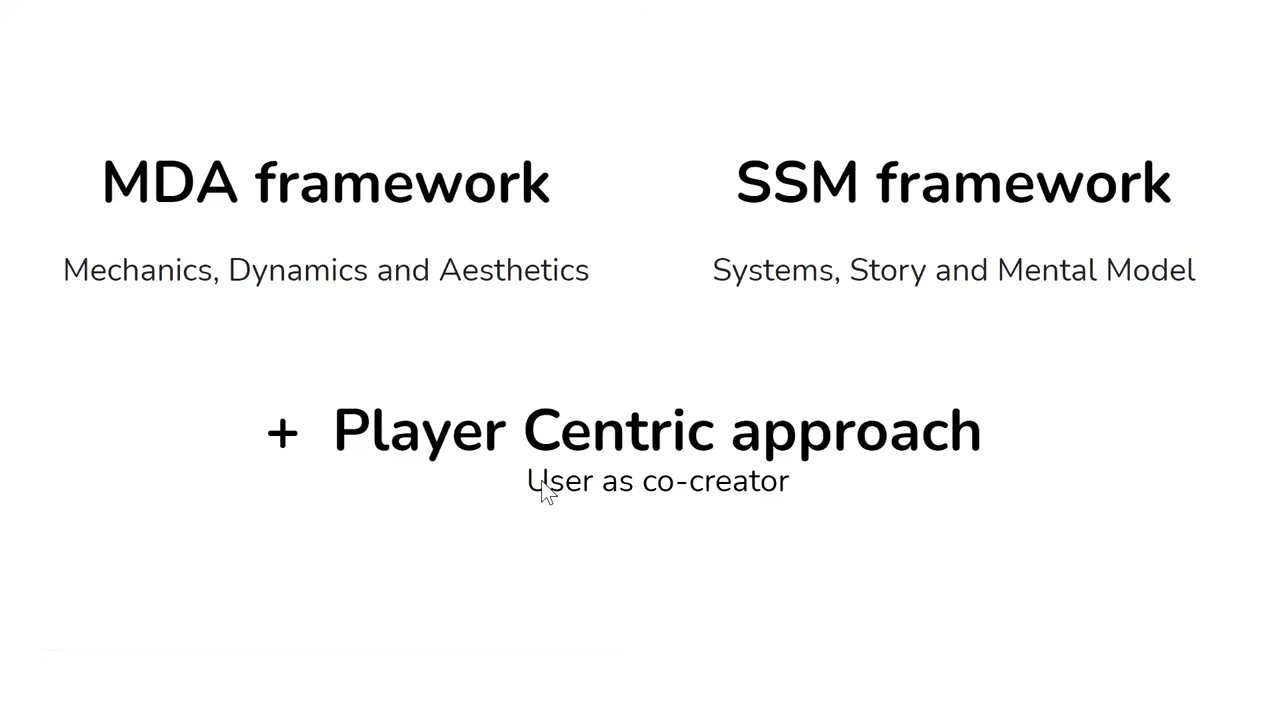 MDA framework
Mechanics, Dynamics and Aesthetics
SSM framework
Systems, Story and Mental Model
+ Player Centric approach
User as co-creator